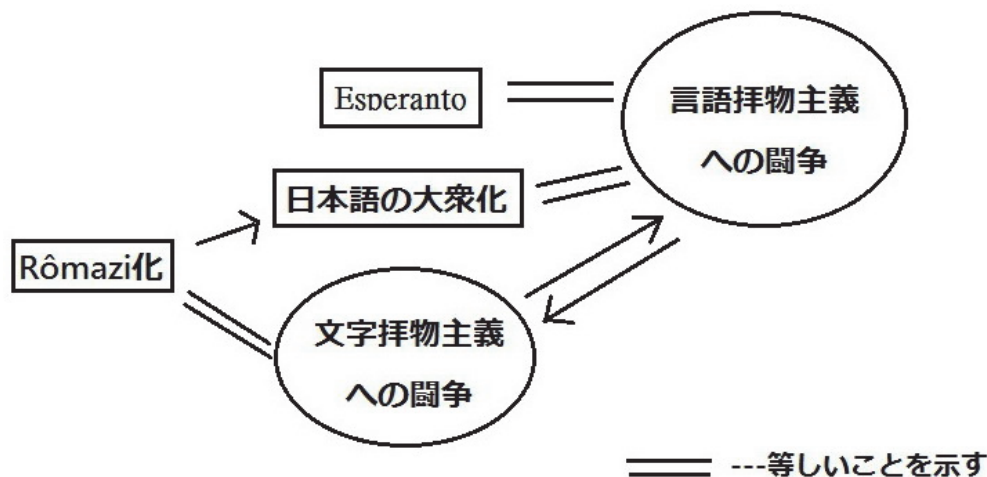 Esperanto
言語拝物主義
への闘争
日本語の大衆化
Rômazi化
文字拝物主義
への闘争
---等しいことを示す